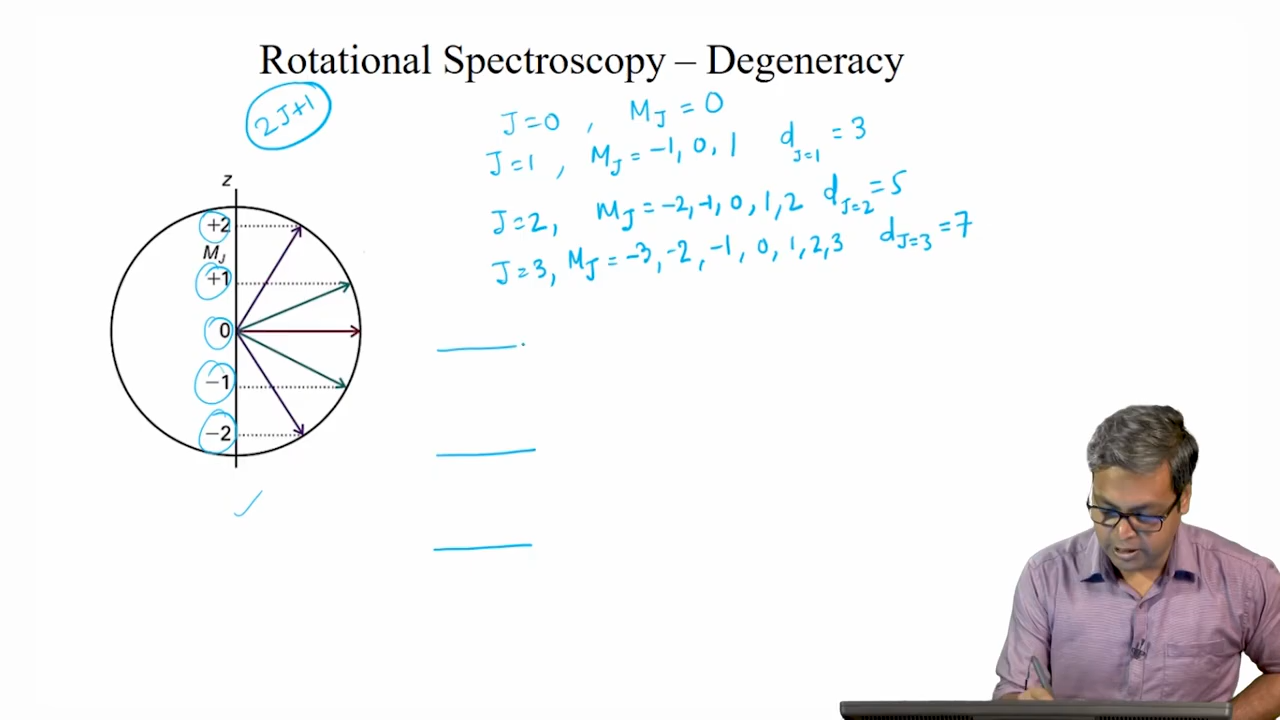 Rotational Spectroscopy – Degeneracy
2J+1
J=0 , MJ = 0
J=1 , MJ = -1, 0, 1 dJ=1 = 3
J=2, MJ = -2, -1, 0, 1, 2 dJ=2 = 5
J=3, MJ = -3, -2, -1, 0, 1, 2, 3 dJ=3 = 7
z
+2
MJ
+1
0
−1
−2